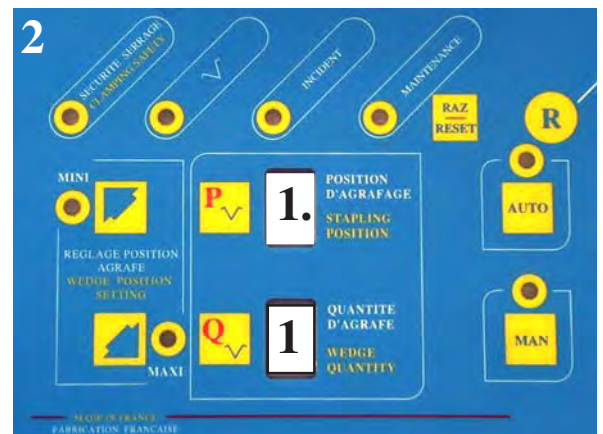 2
SECURITE SERRAGE
CLAMPING SAFETY
INCIDENT
MAINTENANCE
RAZ
RESET
R
MINI
REGLAGE POSITION
AGRAFE
WEDGE POSITION
SETTING
MAXI
P
1.
POSITION
D'AGRAFAGE
STAPLING
POSITION
Q
1
QUANTITE
D'AGRAFE
WEDGE
QUANTITY
AUTO
MAN
MADE IN FRANCE
FABRICATION FRANCAISE